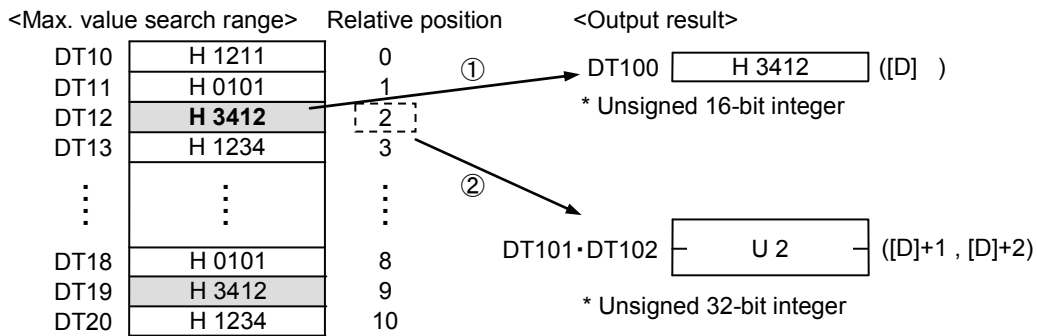 <Max. value search range> Relative position <Output result>
DT10 H 1211 0
① DT100 H 3412 ([D] )
DT11 H 0101 1
* Unsigned 16-bit integer
DT12 H 3412 2
DT13 H 1234 3
②
⋮ ⋮ ⋮
DT101・DT102 U 2 ([D]+1 , [D]+2)
DT18 H 0101 8
DT19 H 3412 9
* Unsigned 32-bit integer
DT20 H 1234 10